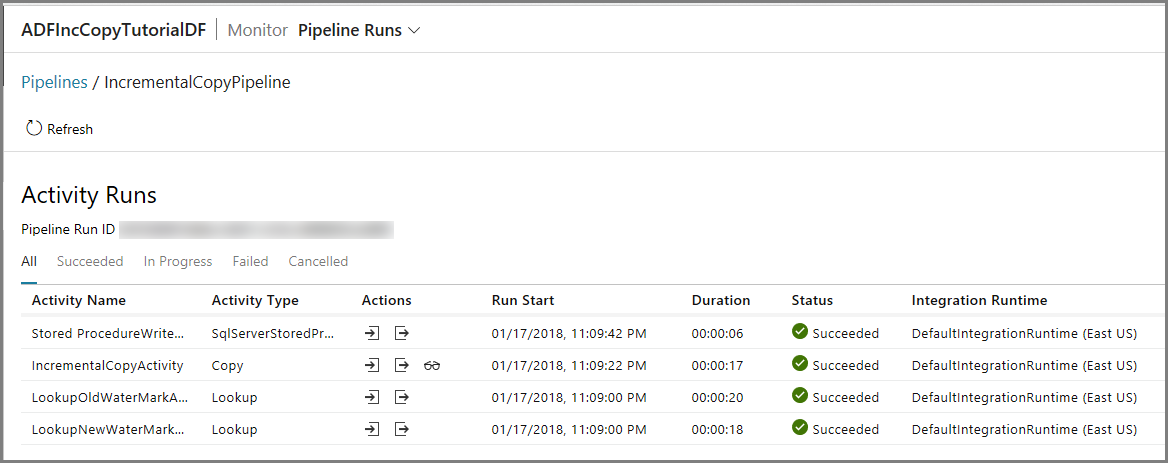 ADFIncCopyTutorialDF Monitor Pipeline Runs
Pipelines / IncrementalCopyPipeline
Refresh
Activity Runs
Pipeline Run ID
All Succeeded In Progress Failed Cancelled
Activity Name Activity Type Actions Run Start Duration Status Integration Runtime
Stored ProcedureWrite... SqlServerStoredPr... 01/17/2018, 11:09:42 PM 00:00:06 Succeeded DefaultIntegrationRuntime (East US)
IncrementalCopyActivity Copy 01/17/2018, 11:09:22 PM 00:00:17 Succeeded DefaultIntegrationRuntime (East US)
LookupOldWaterMarkA... Lookup 01/17/2018, 11:09:00 PM 00:00:20 Succeeded DefaultIntegrationRuntime (East US)
LookupNewWaterMark... Lookup 01/17/2018, 11:09:00 PM 00:00:18 Succeeded DefaultIntegrationRuntime (East US)